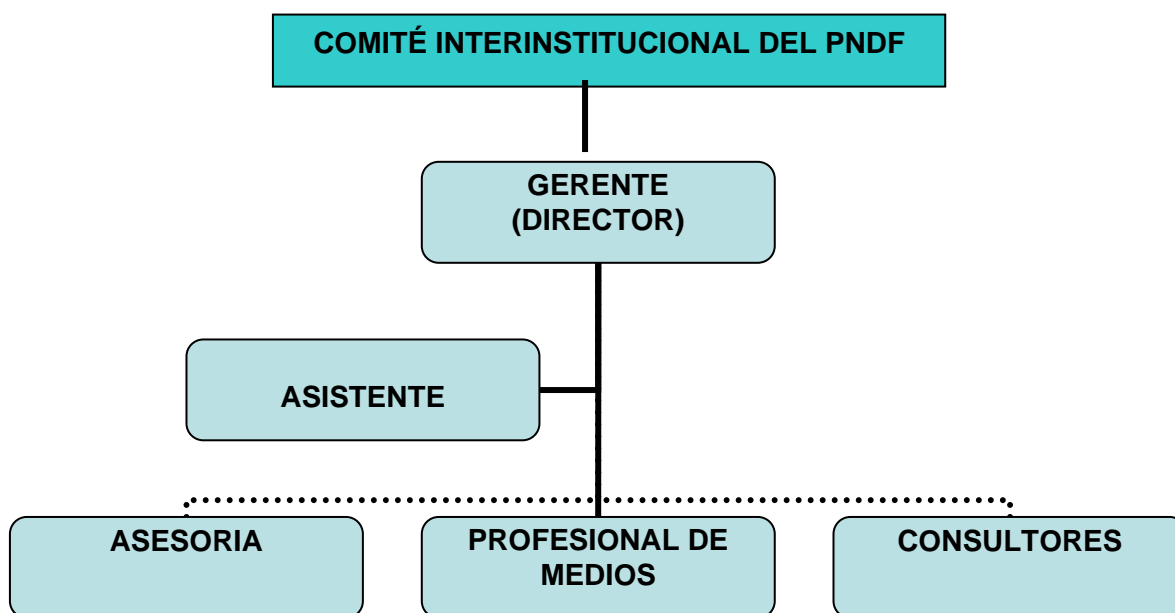 COMITÉ INTERINSTITUCIONAL DEL PNDF
GERENTE
(DIRECTOR)
ASISTENTE
ASESORIA
PROFESIONAL DE
MEDIOS
CONSULTORES